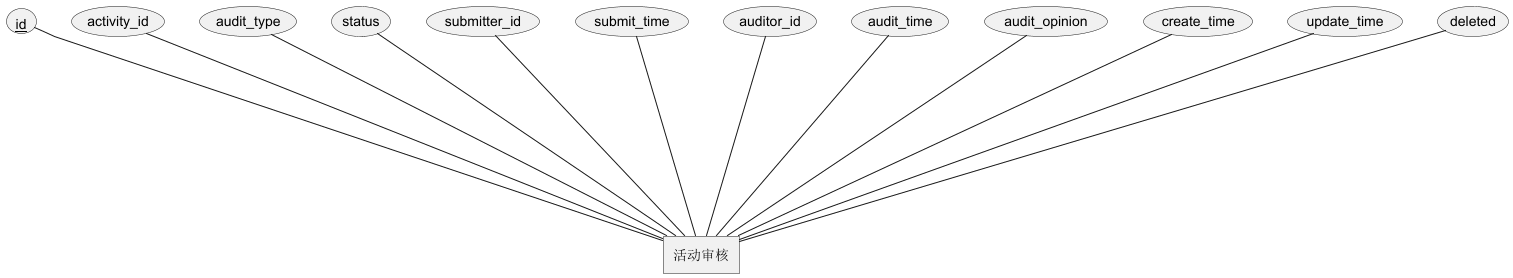 id
activity_id
audit_type
status
submitter_id
submit_time
auditor_id
audit_time
audit_opinion
create_time
update_time
deleted
活动审核